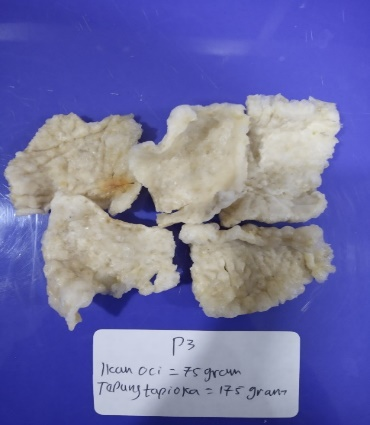 P3
Ikan oci = 75 gram
Tepung tapioka = 175 gram